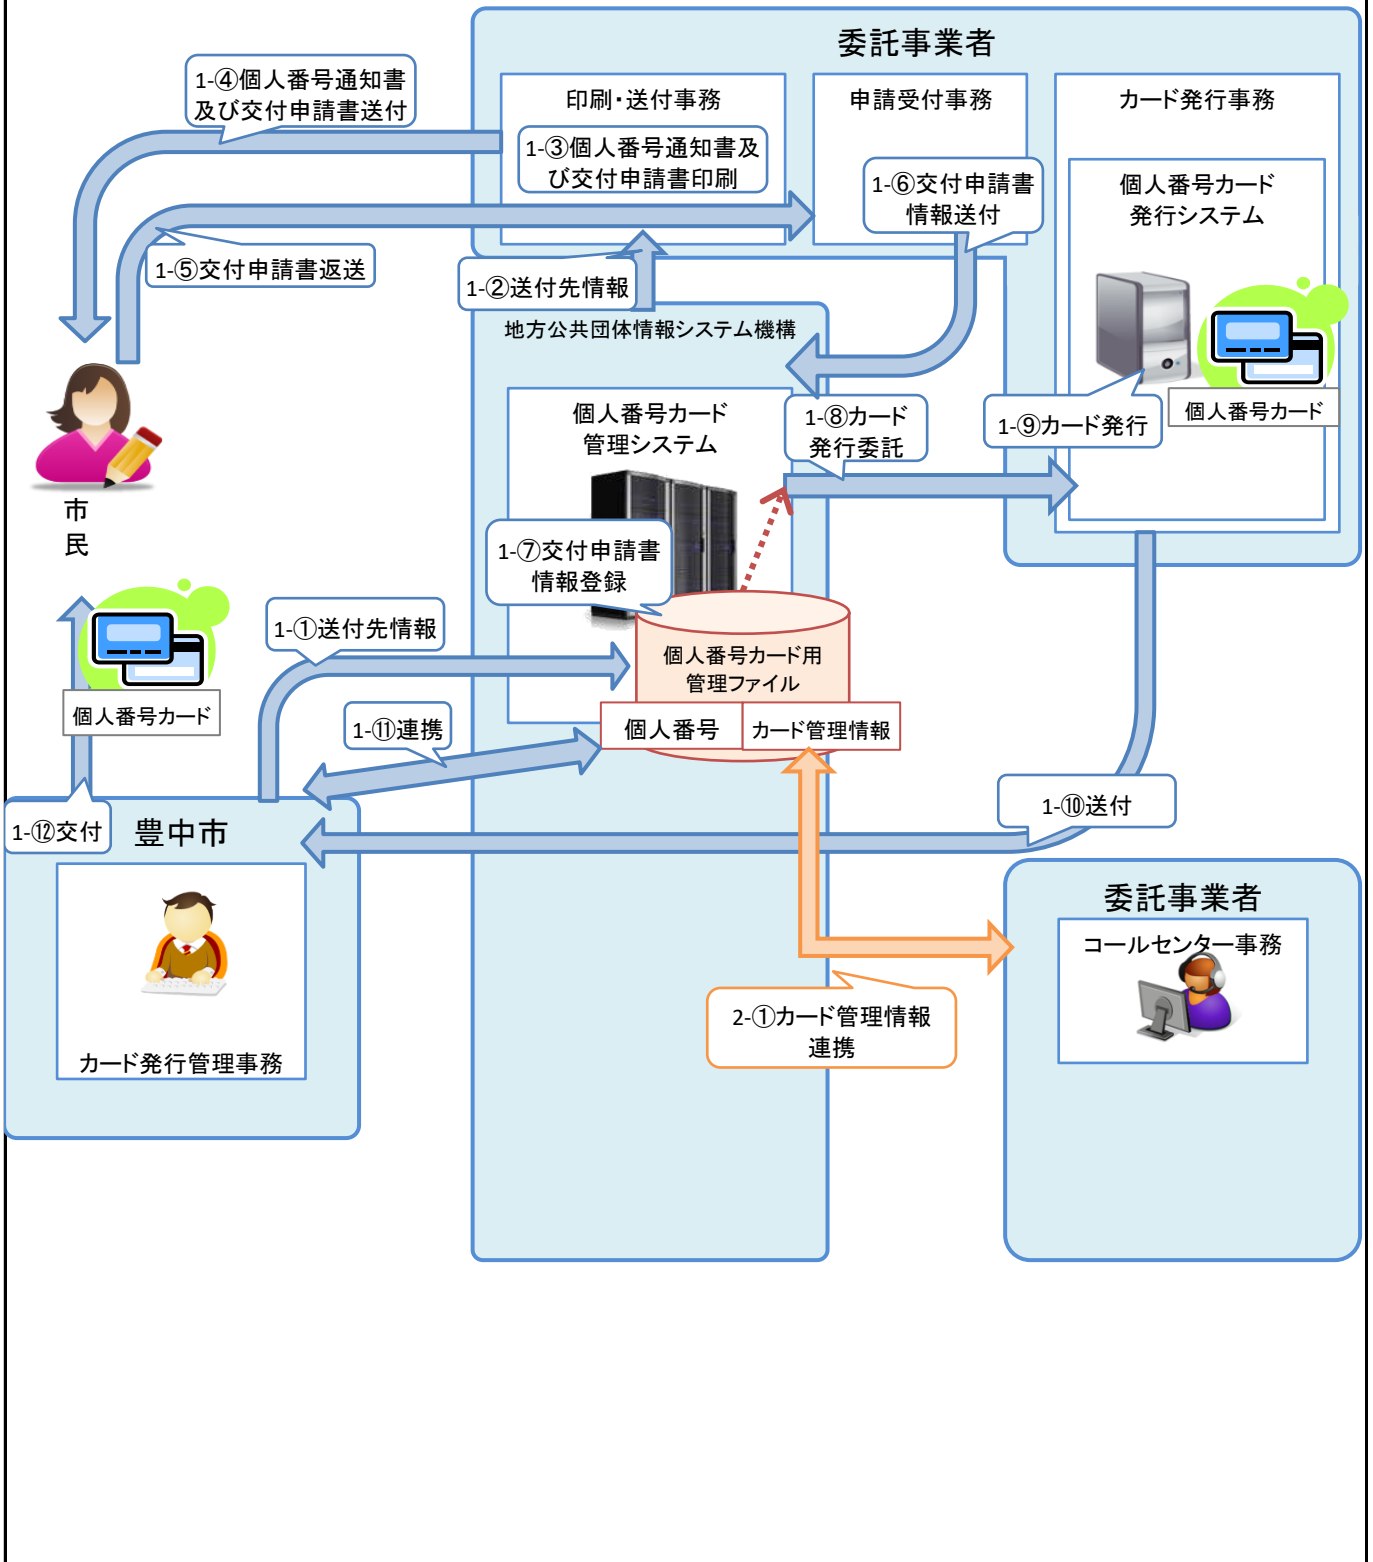 委託事業者
1-④個人番号通知書
及び交付申請書送付
印刷・送付事務
申請受付事務
カード発行事務
1-③個人番号通知書及
び交付申請書印刷
1-⑥交付申請書
情報送付
個人番号カード
発行システム
1-⑤交付申請書返送
1-②送付先情報
地方公共団体情報システム機構
個人番号カード
管理システム
1-⑧カード
発行委託
1-⑨カード発行
個人番号カード
市
民
1-⑦交付申請書
情報登録
1-①送付先情報
個人番号カード用
管理ファイル
個人番号
カード管理情報
個人番号カード
1-⑪連携
1-⑩送付
1-⑫交付
豊中市
委託事業者
コールセンター事務
2-①カード管理情報
連携
カード発行管理事務